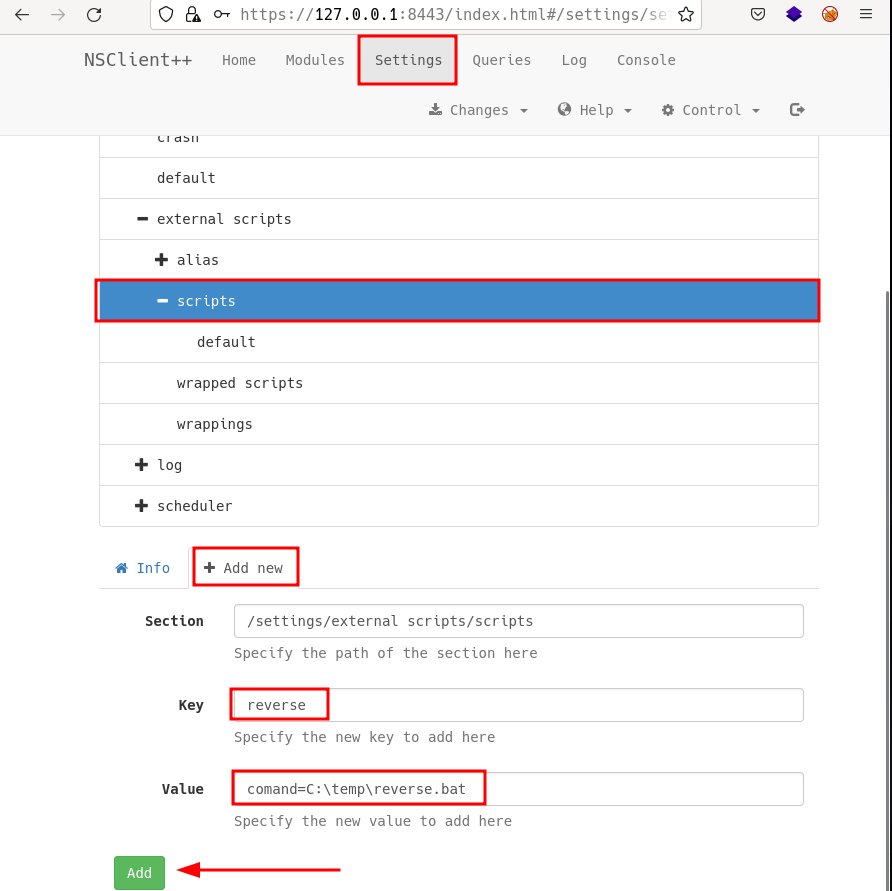 https://127.0.0.1:8443/index.html#/settings/se
NSClient++ Home Modules Settings Queries Log Console
Changes Help Control
crash
default
external scripts
alias
scripts
default
wrapped scripts
wrappings
log
scheduler
Info Add new
Section /settings/external scripts/scripts
Specify the path of the section here
Key reverse
Specify the new key to add here
Value comand=C:\temp\reverse.bat
Specify the new value to add here
Add